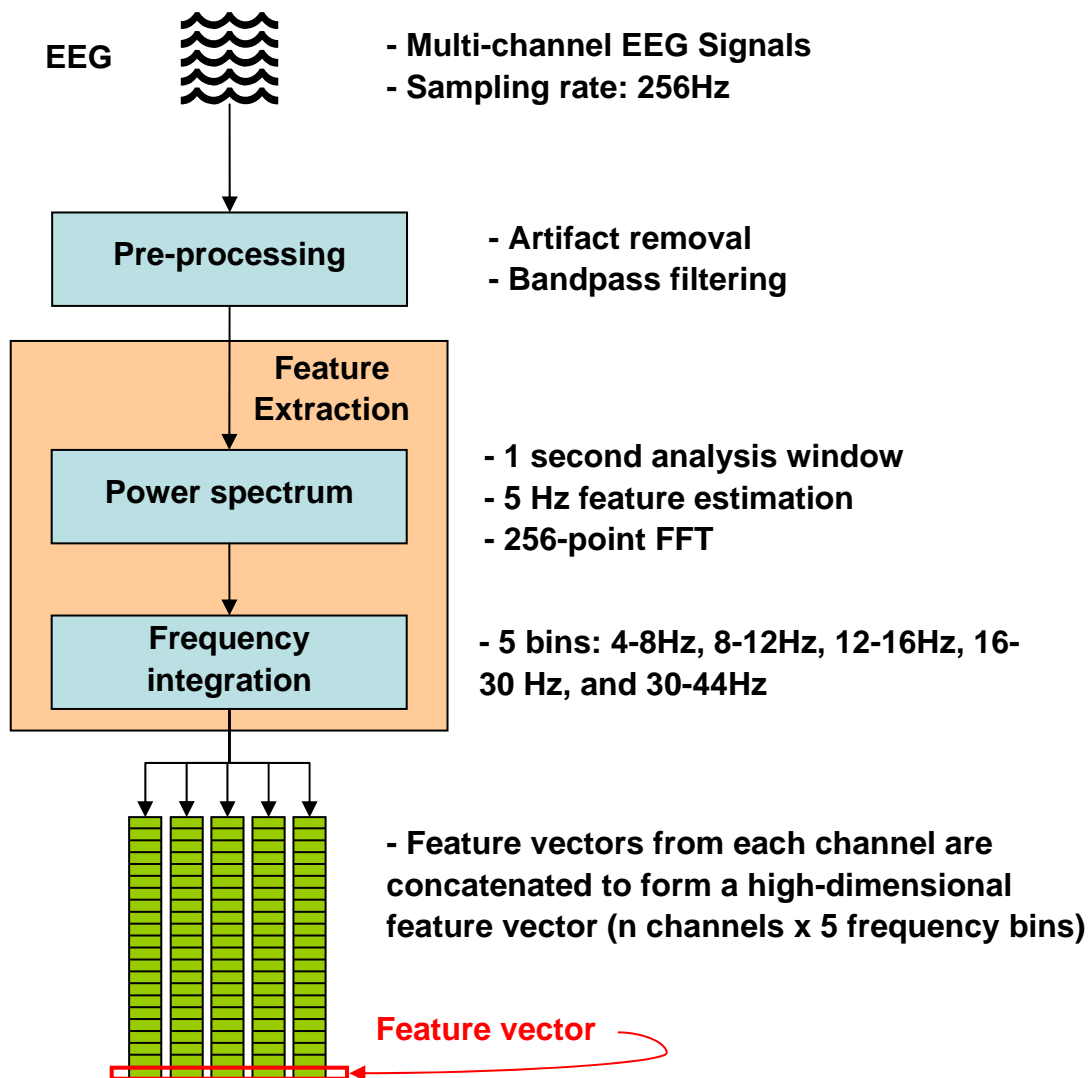 EEG
- Multi-channel EEG Signals
- Sampling rate: 256Hz
Pre-processing
- Artifact removal
- Bandpass filtering
Feature
Extraction
Power spectrum
- 1 second analysis window
- 5 Hz feature estimation
- 256-point FFT
Frequency
integration
- 5 bins: 4-8Hz, 8-12Hz, 12-16Hz, 16-
30 Hz, and 30-44Hz
- Feature vectors from each channel are
concatenated to form a high-dimensional
feature vector (n channels x 5 frequency bins)
Feature vector